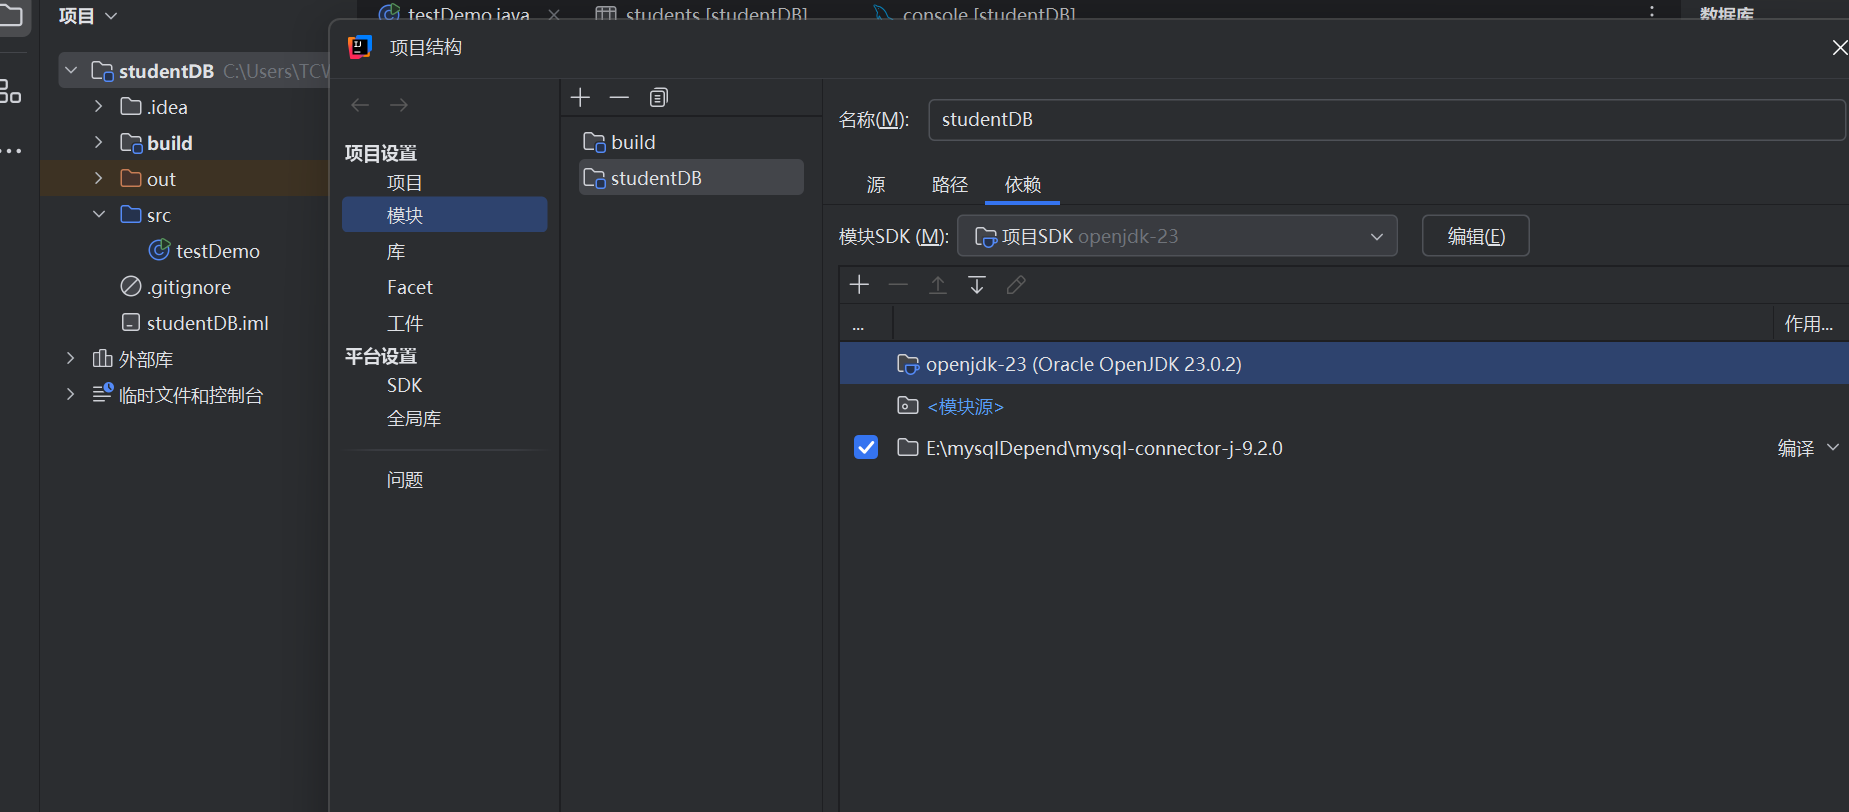 项目
testDemo.java
students [studentDB]
console [studentDB]
数据库
studentDB C:\Users\TCW
.idea
build
out
src
testDemo
.gitignore
studentDB.iml
外部库
临时文件和控制台
项目结构
项目设置
项目
模块
库
Facet
工件
平台设置
SDK
全局库
问题
build
studentDB
名称(M):
studentDB
源
路径
依赖
模块SDK (M):
项目SDK openjdk-23
编辑(E)
...
作用...
openjdk-23 (Oracle OpenJDK 23.0.2)
<模块源>
E:\mysqlDepend\mysql-connector-j-9.2.0
编译